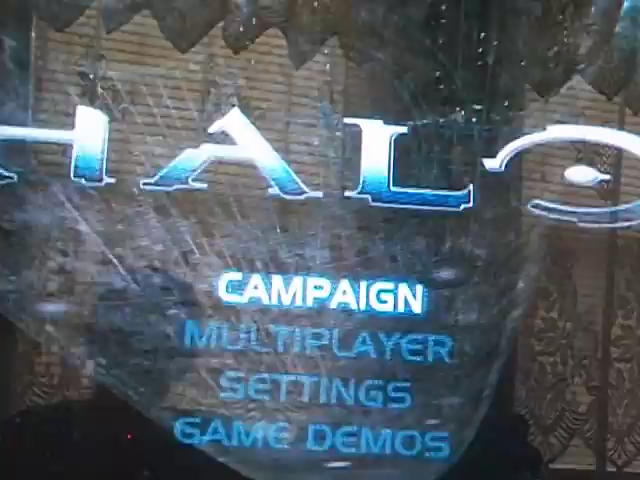 HALO
CAMPAIGN
MULTIPLAYER
SETTINGS
GAME DEMOS